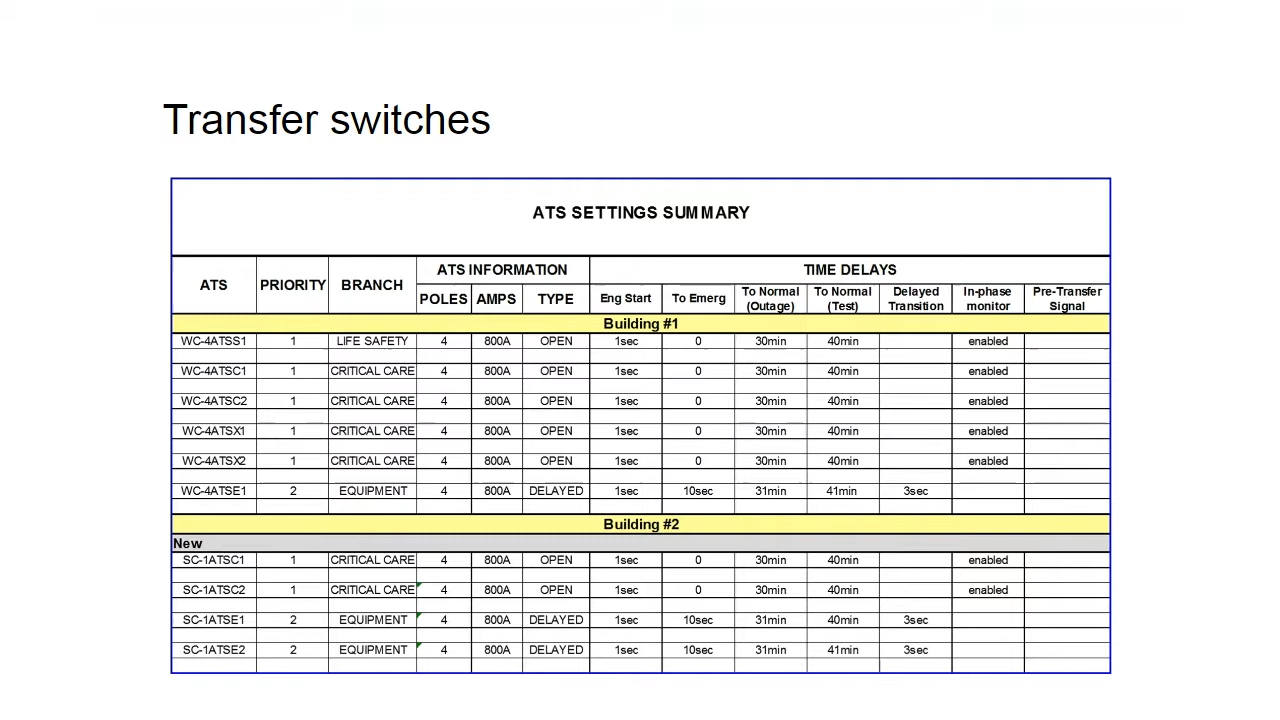 Transfer switches
ATS SETTINGS SUMMARY
ATS PRIORITY BRANCH ATS INFORMATION TIME DELAYS
POLES AMPS TYPE Eng Start To Emerg To Normal (Outage) To Normal (Test) Delayed Transition In-phase monitor Pre-Transfer Signal
Building #1
WC-4ATSS1 1 LIFE SAFETY 4 800A OPEN 1sec 0 30min 40min enabled
WC-4ATSC1 1 CRITICAL CARE 4 800A OPEN 1sec 0 30min 40min enabled
WC-4ATSC2 1 CRITICAL CARE 4 800A OPEN 1sec 0 30min 40min enabled
WC-4ATSX1 1 CRITICAL CARE 4 800A OPEN 1sec 0 30min 40min enabled
WC-4ATSX2 1 CRITICAL CARE 4 800A OPEN 1sec 0 30min 40min enabled
WC-4ATSE1 2 EQUIPMENT 4 800A DELAYED 1sec 10sec 31min 41min 3sec
Building #2
New
SC-1ATSC1 1 CRITICAL CARE 4 800A OPEN 1sec 0 30min 40min enabled
SC-1ATSC2 1 CRITICAL CARE 4 800A OPEN 1sec 0 30min 40min enabled
SC-1ATSE1 2 EQUIPMENT 4 800A DELAYED 1sec 10sec 31min 40min 3sec
SC-1ATSE2 2 EQUIPMENT 4 800A DELAYED 1sec 10sec 31min 41min 3sec